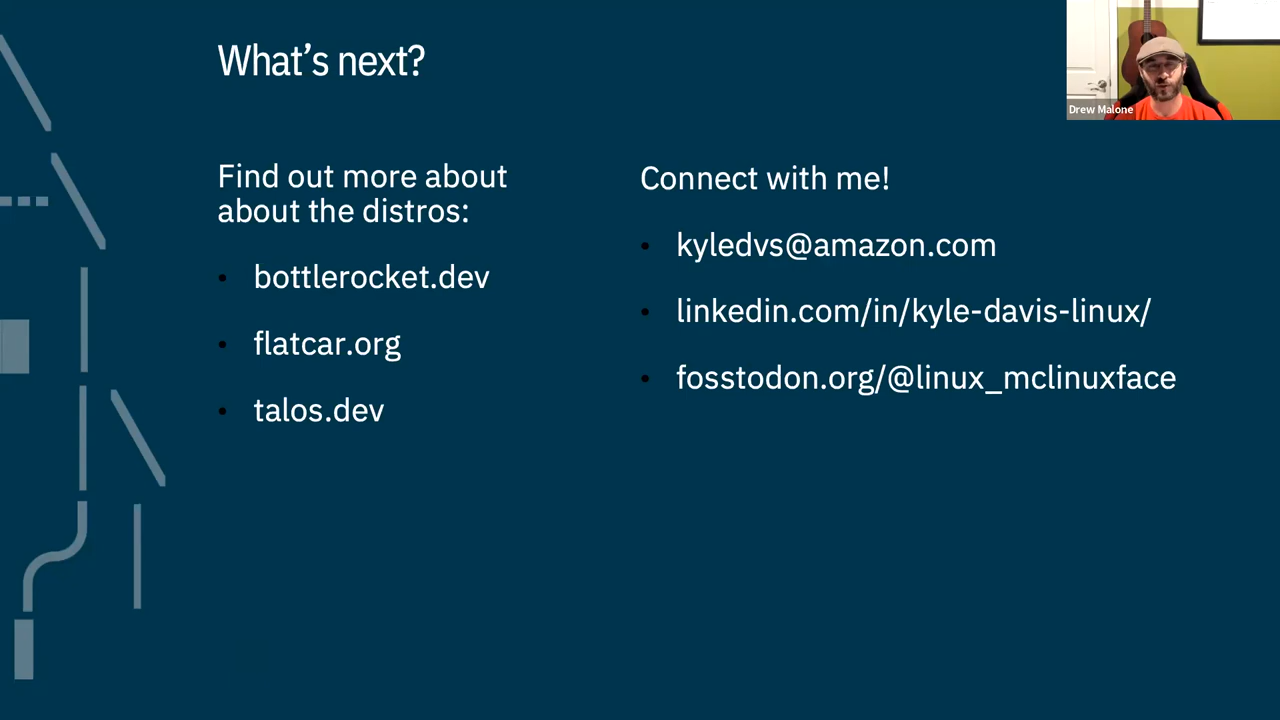 What’s next?
Find out more about
about the distros:
• bottlerocket.dev
• flatcar.org
• talos.dev
Connect with me!
• kyledvs@amazon.com
• linkedin.com/in/kyle-davis-linux/
• fosstodon.org/@linux_mclinuxface
Drew Malone